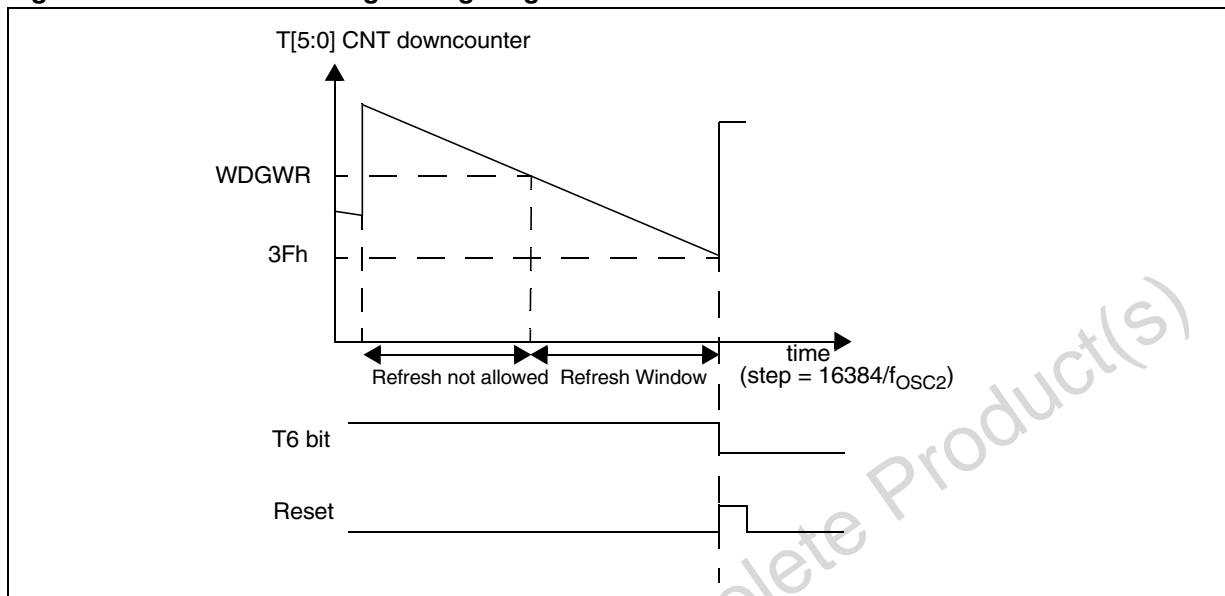 T[5:0] CNT downcounter
WDGWR
3Fh
time
Refresh not allowed Refresh Window (step = 16384/fOSC2)
T6 bit
Reset
lete Product(s)